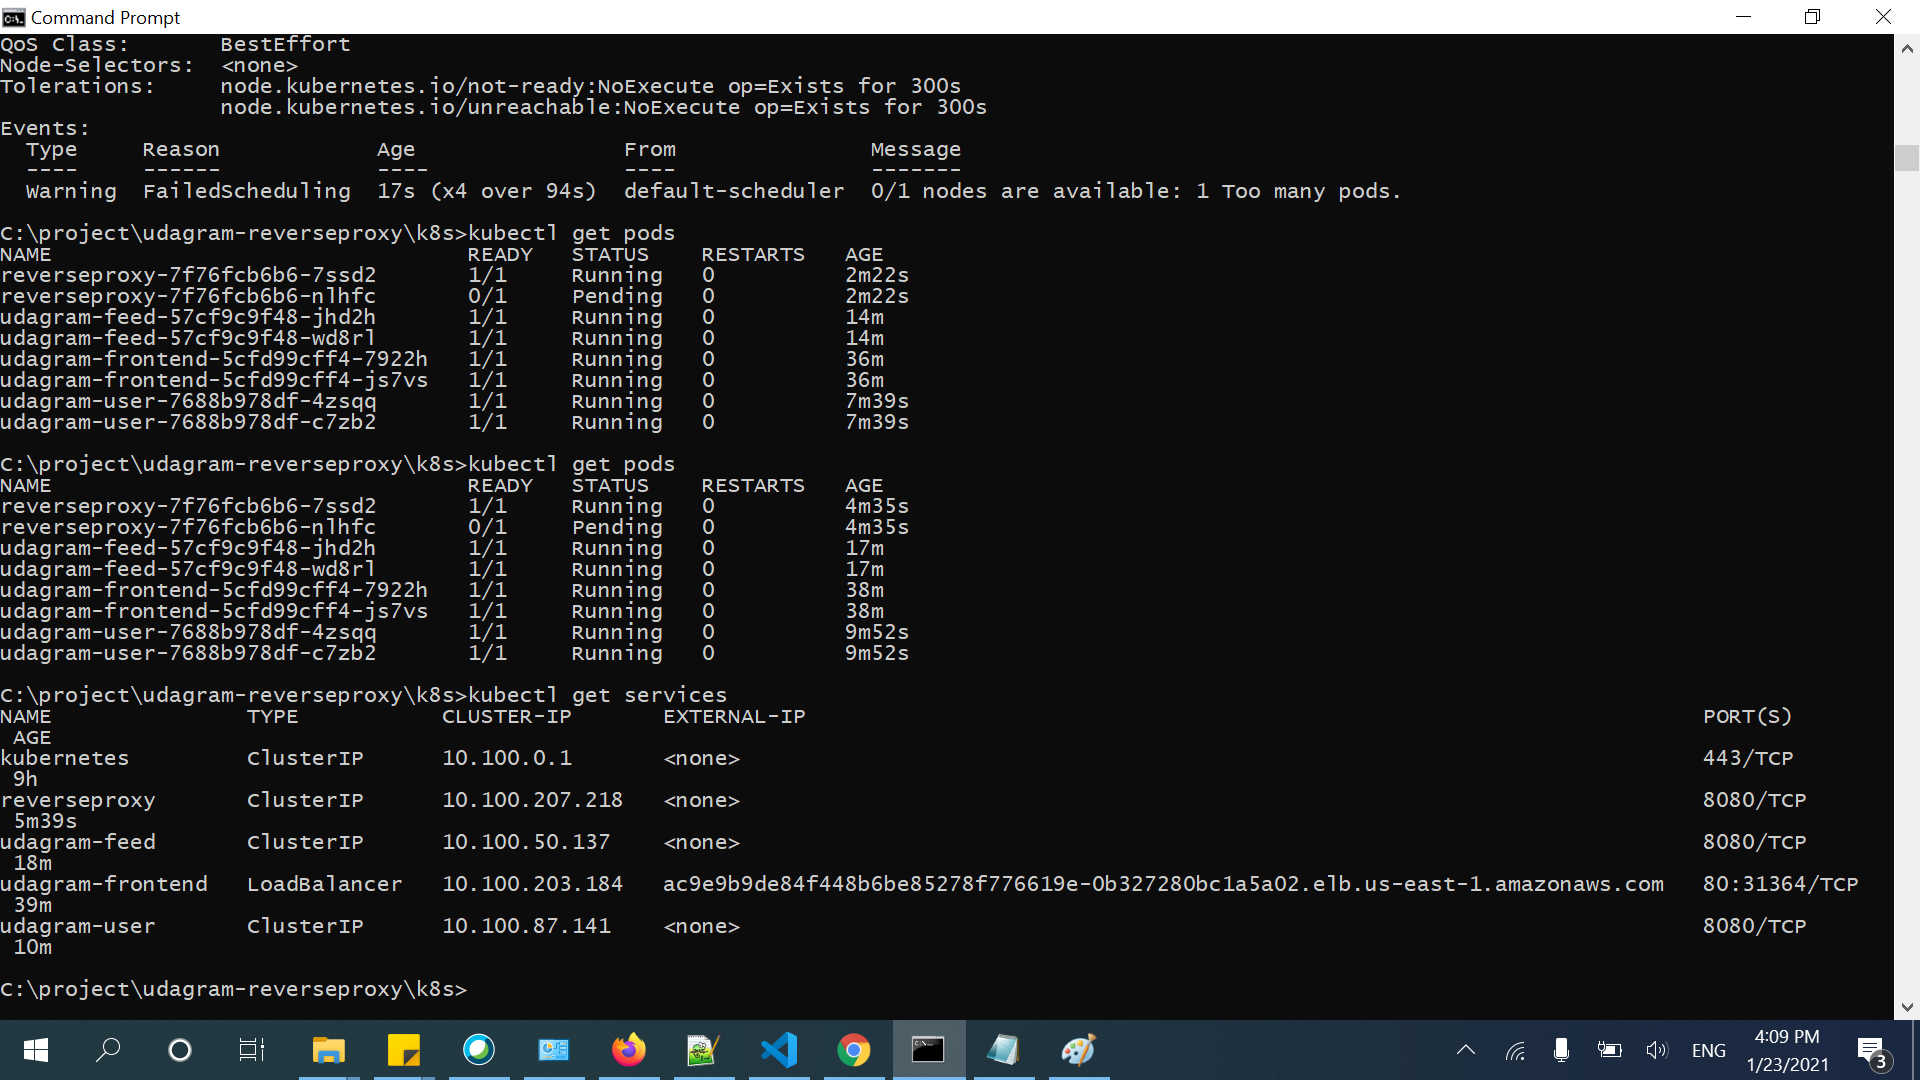 Command Prompt
QoS Class:       BestEffort
Node-Selectors:  <none>
Tolerations:     node.kubernetes.io/not-ready:NoExecute op=Exists for 300s
                 node.kubernetes.io/unreachable:NoExecute op=Exists for 300s
Events:
  Type     Reason            Age                From               Message
  ----     ------            ----               ----               -------
  Warning  FailedScheduling  17s (x4 over 94s)  default-scheduler  0/1 nodes are available: 1 Too many pods.
C:\project\udagram-reverseproxy\k8s>kubectl get pods
NAME                                READY   STATUS    RESTARTS   AGE
reverseproxy-7f76fcb6b6-7ssd2       1/1     Running   0          2m22s
reverseproxy-7f76fcb6b6-nlhfc       0/1     Pending   0          2m22s
udagram-feed-57cf9c9f48-jhd2h       1/1     Running   0          14m
udagram-feed-57cf9c9f48-wd8rl       1/1     Running   0          14m
udagram-frontend-5cfd99cff4-7922h   1/1     Running   0          36m
udagram-frontend-5cfd99cff4-js7vs   1/1     Running   0          36m
udagram-user-7688b978df-4zsqq       1/1     Running   0          7m39s
udagram-user-7688b978df-c7zb2       1/1     Running   0          7m39s
C:\project\udagram-reverseproxy\k8s>kubectl get pods
NAME                                READY   STATUS    RESTARTS   AGE
reverseproxy-7f76fcb6b6-7ssd2       1/1     Running   0          4m35s
reverseproxy-7f76fcb6b6-nlhfc       0/1     Pending   0          4m35s
udagram-feed-57cf9c9f48-jhd2h       1/1     Running   0          17m
udagram-feed-57cf9c9f48-wd8rl       1/1     Running   0          17m
udagram-frontend-5cfd99cff4-7922h   1/1     Running   0          38m
udagram-frontend-5cfd99cff4-js7vs   1/1     Running   0          38m
udagram-user-7688b978df-4zsqq       1/1     Running   0          9m52s
udagram-user-7688b978df-c7zb2       1/1     Running   0          9m52s
C:\project\udagram-reverseproxy\k8s>kubectl get services
NAME               TYPE           CLUSTER-IP       EXTERNAL-IP                                                                     PORT(S)
 AGE
kubernetes         ClusterIP      10.100.0.1       <none>                                                                          443/TCP
 9h
reverseproxy       ClusterIP      10.100.207.218   <none>                                                                          8080/TCP
 5m39s
udagram-feed       ClusterIP      10.100.50.137    <none>                                                                          8080/TCP
 18m
udagram-frontend   LoadBalancer   10.100.203.184   ac9e9b9de84f448b6be85278f776619e-0b327280bc1a5a02.elb.us-east-1.amazonaws.com   80:31364/TCP
 39m
udagram-user       ClusterIP      10.100.87.141    <none>                                                                          8080/TCP
 10m
C:\project\udagram-reverseproxy\k8s>
ENG
4:09 PM
1/23/2021
3